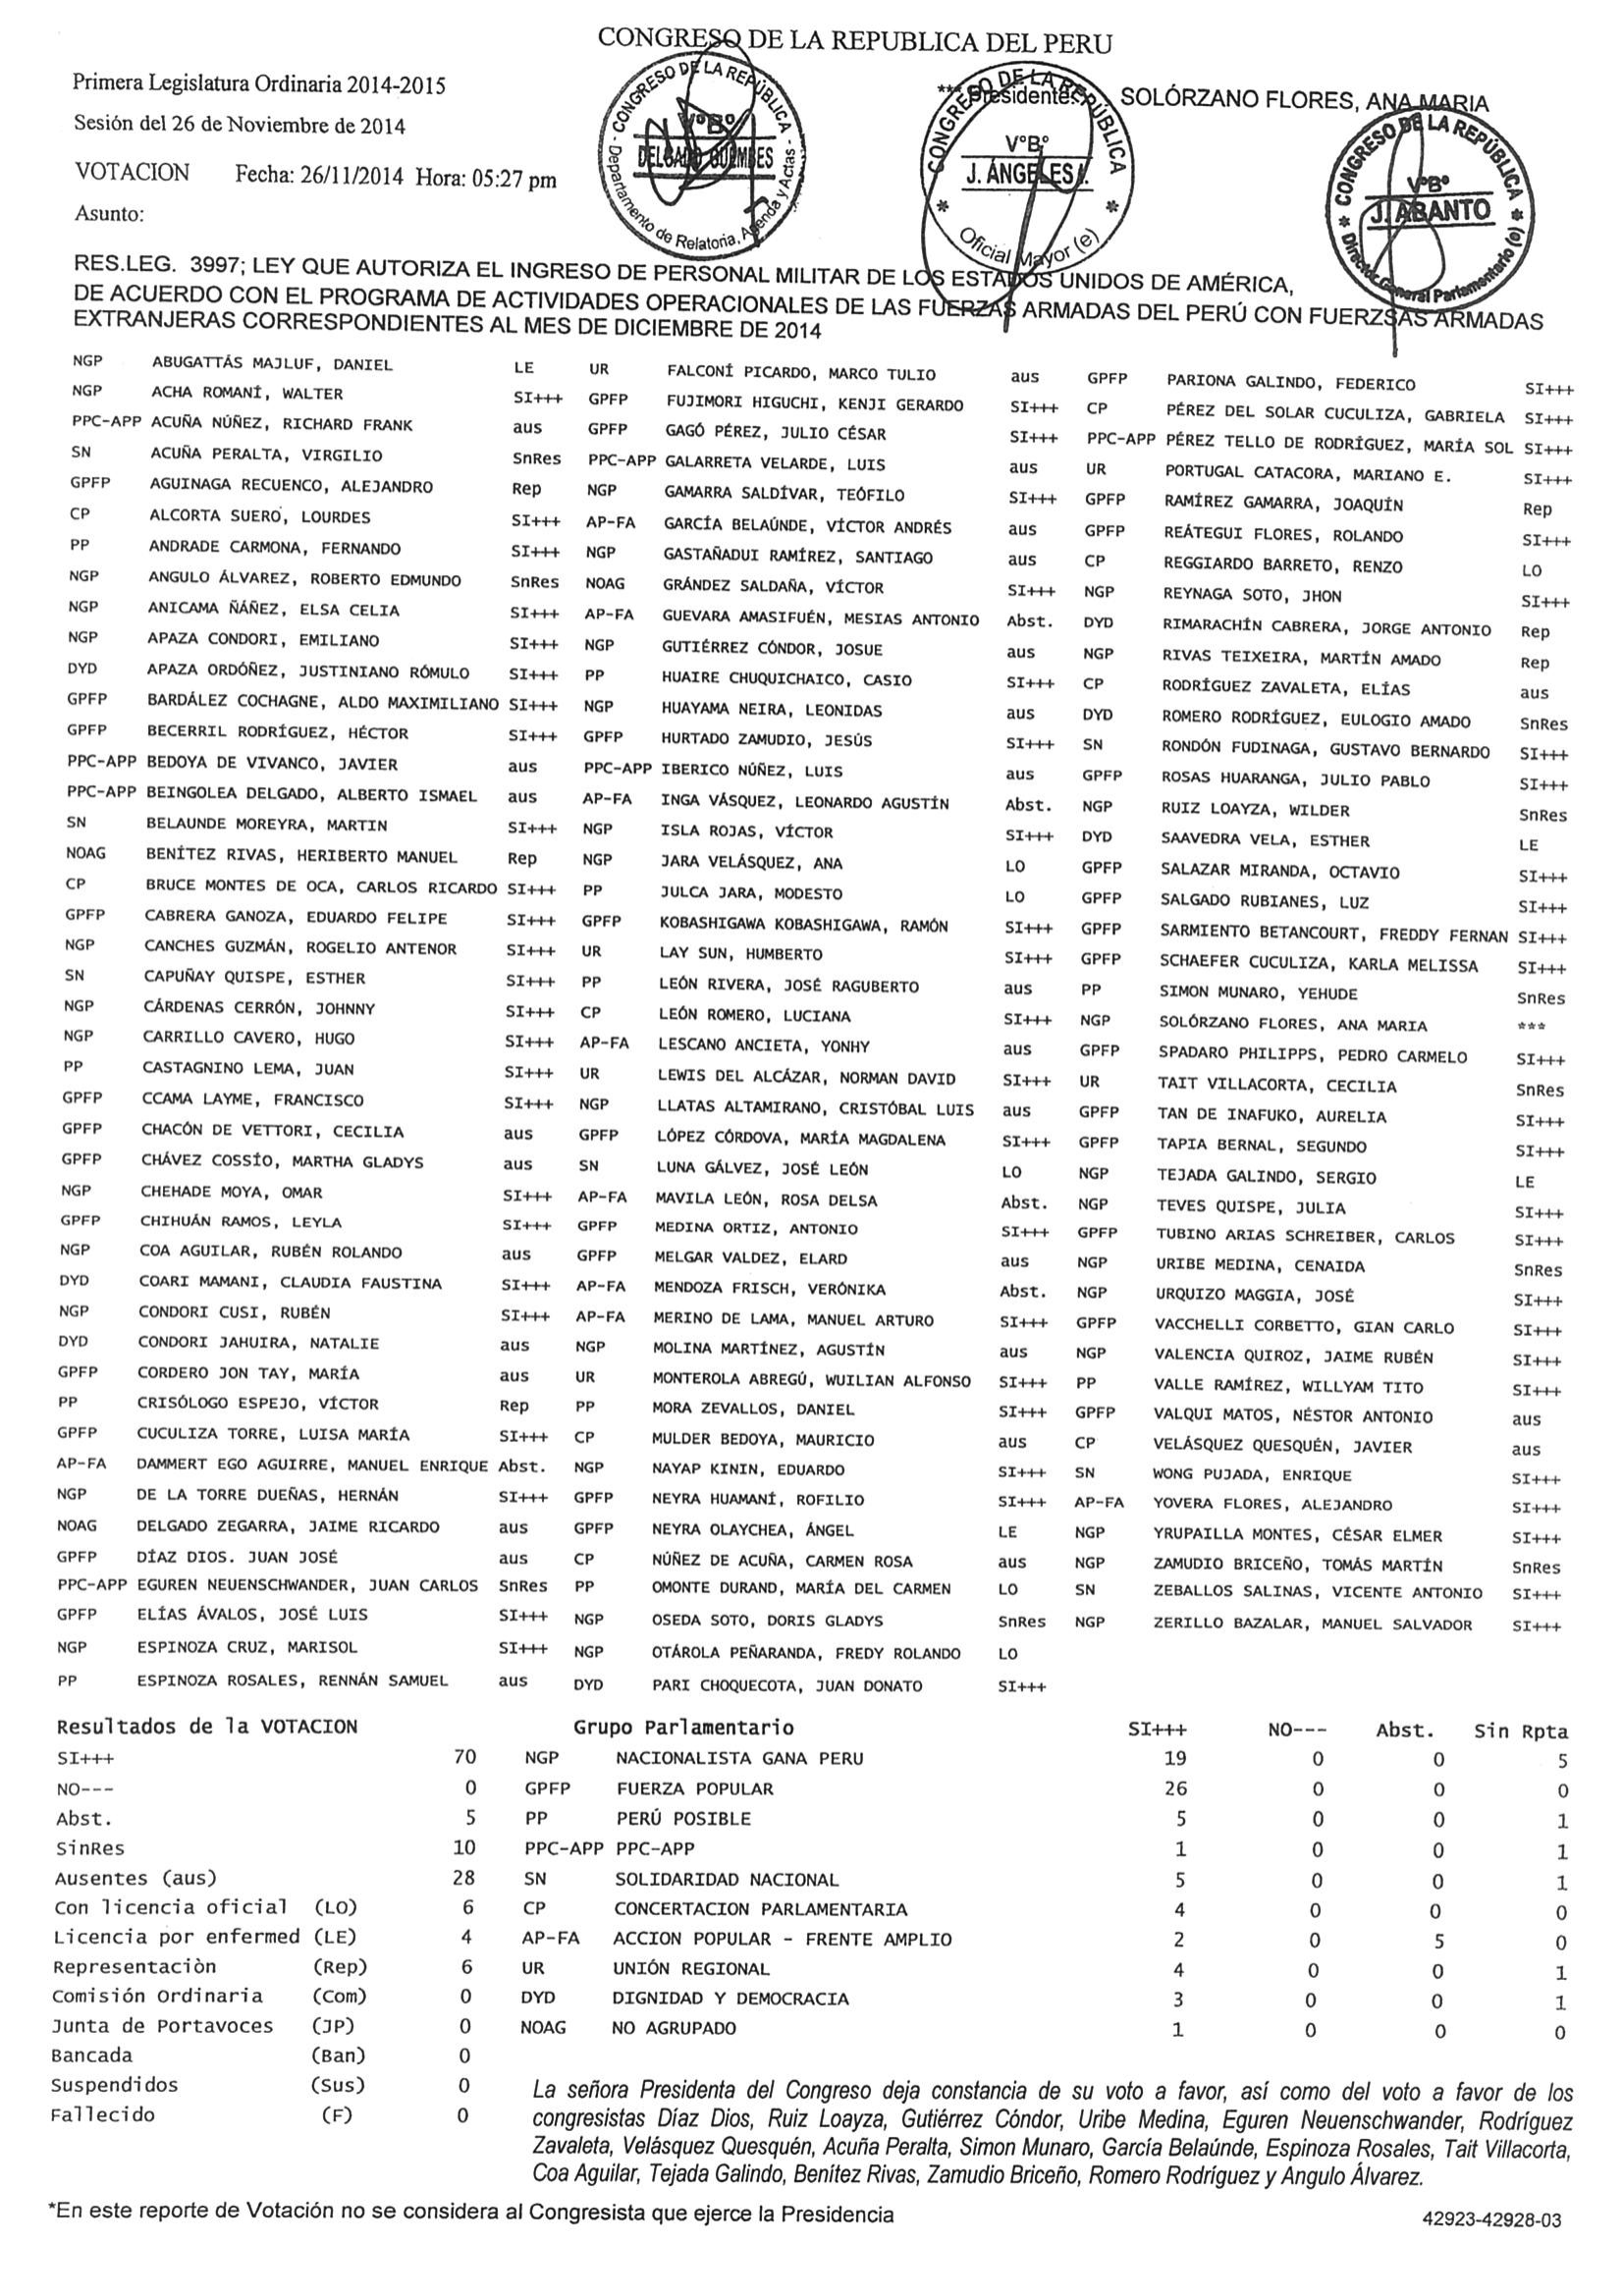 CONGRESO DE LA REPUBLICA DEL PERU
Primera Legislatura Ordinaria 2014-2015
*** Presidente: SOLÓRZANO FLORES, ANA MARIA
Sesión del 26 de Noviembre de 2014
VOTACION Fecha: 26/11/2014 Hora: 05:27 pm
Asunto:
CONGRESO DE LA REPÚBLICA
VºBº
DELGADO GUEMBES
Departamento de Relatoria, Agenda y Actas
CONGRESO DE LA REPÚBLICA
V°B°
J. ÁNGELES
Oficial Mayor (e)
CONGRESO DE LA REPÚBLICA
VºBº
J. ABANTO
Director General Parlamentario (e)
RES.LEG. 3997; LEY QUE AUTORIZA EL INGRESO DE PERSONAL MILITAR DE LOS ESTADOS UNIDOS DE AMÉRICA,
DE ACUERDO CON EL PROGRAMA DE ACTIVIDADES OPERACIONALES DE LAS FUERZAS ARMADAS DEL PERÚ CON FUERZSAS ARMADAS
EXTRANJERAS CORRESPONDIENTES AL MES DE DICIEMBRE DE 2014
NGP ABUGATTÁS MAJLUF, DANIEL LE UR FALCONÍ PICARDO, MARCO TULIO aus GPFP PARIONA GALINDO, FEDERICO SI+++
NGP ACHA ROMANÍ, WALTER SI+++ GPFP FUJIMORI HIGUCHI, KENJI GERARDO SI+++ CP PÉREZ DEL SOLAR CUCULIZA, GABRIELA SI+++
PPC-APP ACUÑA NÚÑEZ, RICHARD FRANK aus GPFP GAGÓ PÉREZ, JULIO CÉSAR SI+++ PPC-APP PÉREZ TELLO DE RODRÍGUEZ, MARÍA SOL SI+++
SN ACUÑA PERALTA, VIRGILIO SnRes PPC-APP GALARRETA VELARDE, LUIS aus UR PORTUGAL CATACORA, MARIANO E. SI+++
GPFP AGUINAGA RECUENCO, ALEJANDRO Rep NGP GAMARRA SALDÍVAR, TEÓFILO SI+++ GPFP RAMÍREZ GAMARRA, JOAQUÍN Rep
CP ALCORTA SUERO, LOURDES SI+++ AP-FA GARCÍA BELAÚNDE, VÍCTOR ANDRÉS aus GPFP REÁTEGUI FLORES, ROLANDO SI+++
PP ANDRADE CARMONA, FERNANDO SI+++ NGP GASTAÑADUI RAMÍREZ, SANTIAGO aus CP REGGIARDO BARRETO, RENZO LO
NGP ANGULO ÁLVAREZ, ROBERTO EDMUNDO SnRes NOAG GRÁNDEZ SALDAÑA, VÍCTOR SI+++ NGP REYNAGA SOTO, JHON SI+++
NGP ANICAMA ÑÁÑEZ, ELSA CELIA SI+++ AP-FA GUEVARA AMASIFUÉN, MESIAS ANTONIO Abst. DYD RIMARACHÍN CABRERA, JORGE ANTONIO Rep
NGP APAZA CONDORI, EMILIANO SI+++ NGP GUTIÉRREZ CÓNDOR, JOSUE aus NGP RIVAS TEIXEIRA, MARTÍN AMADO Rep
DYD APAZA ORDÓÑEZ, JUSTINIANO RÓMULO SI+++ PP HUAIRE CHUQUICHAICO, CASIO SI+++ CP RODRÍGUEZ ZAVALETA, ELÍAS aus
GPFP BARDÁLEZ COCHAGNE, ALDO MAXIMILIANO SI+++ NGP HUAYAMA NEIRA, LEONIDAS aus DYD ROMERO RODRÍGUEZ, EULOGIO AMADO SnRes
GPFP BECERRIL RODRÍGUEZ, HÉCTOR SI+++ GPFP HURTADO ZAMUDIO, JESÚS SI+++ SN RONDÓN FUDINAGA, GUSTAVO BERNARDO SI+++
PPC-APP BEDOYA DE VIVANCO, JAVIER aus PPC-APP IBERICO NÚÑEZ, LUIS aus GPFP ROSAS HUARANGA, JULIO PABLO SI+++
PPC-APP BEINGOLEA DELGADO, ALBERTO ISMAEL aus AP-FA INGA VÁSQUEZ, LEONARDO AGUSTÍN Abst. NGP RUIZ LOAYZA, WILDER SnRes
SN BELAUNDE MOREYRA, MARTIN SI+++ NGP ISLA ROJAS, VÍCTOR SI+++ DYD SAAVEDRA VELA, ESTHER LE
NOAG BENÍTEZ RIVAS, HERIBERTO MANUEL Rep NGP JARA VELÁSQUEZ, ANA LO GPFP SALAZAR MIRANDA, OCTAVIO SI+++
CP BRUCE MONTES DE OCA, CARLOS RICARDO SI+++ PP JULCA JARA, MODESTO LO GPFP SALGADO RUBIANES, LUZ SI+++
GPFP CABRERA GANOZA, EDUARDO FELIPE SI+++ GPFP KOBASHIGAWA KOBASHIGAWA, RAMÓN SI+++ GPFP SARMIENTO BETANCOURT, FREDDY FERNAN SI+++
NGP CANCHES GUZMÁN, ROGELIO ANTENOR SI+++ UR LAY SUN, HUMBERTO SI+++ GPFP SCHAEFER CUCULIZA, KARLA MELISSA SI+++
SN CAPUÑAY QUISPE, ESTHER SI+++ PP LEÓN RIVERA, JOSÉ RAGUBERTO aus PP SIMON MUNARO, YEHUDE SnRes
NGP CÁRDENAS CERRÓN, JOHNNY SI+++ CP LEÓN ROMERO, LUCIANA SI+++ NGP SOLÓRZANO FLORES, ANA MARIA ***
NGP CARRILLO CAVERO, HUGO SI+++ AP-FA LESCANO ANCIETA, YONHY aus GPFP SPADARO PHILIPPS, PEDRO CARMELO SI+++
PP CASTAGNINO LEMA, JUAN SI+++ UR LEWIS DEL ALCÁZAR, NORMAN DAVID SI+++ UR TAIT VILLACORTA, CECILIA SnRes
GPFP CCAMA LAYME, FRANCISCO SI+++ NGP LLATAS ALTAMIRANO, CRISTÓBAL LUIS aus GPFP TAN DE INAFUKO, AURELIA SI+++
GPFP CHACÓN DE VETTORI, CECILIA aus GPFP LÓPEZ CÓRDOVA, MARÍA MAGDALENA SI+++ GPFP TAPIA BERNAL, SEGUNDO SI+++
GPFP CHÁVEZ COSSÍO, MARTHA GLADYS aus SN LUNA GÁLVEZ, JOSÉ LEÓN LO NGP TEJADA GALINDO, SERGIO LE
NGP CHEHADE MOYA, OMAR SI+++ AP-FA MAVILA LEÓN, ROSA DELSA Abst. NGP TEVES QUISPE, JULIA SI+++
GPFP CHIHUÁN RAMOS, LEYLA SI+++ GPFP MEDINA ORTIZ, ANTONIO SI+++ GPFP TUBINO ARIAS SCHREIBER, CARLOS SI+++
NGP COA AGUILAR, RUBÉN ROLANDO aus GPFP MELGAR VALDEZ, ELARD aus NGP URIBE MEDINA, CENAIDA SnRes
DYD COARI MAMANI, CLAUDIA FAUSTINA SI+++ AP-FA MENDOZA FRISCH, VERÓNIKA Abst. NGP URQUIZO MAGGIA, JOSÉ SI+++
NGP CONDORI CUSI, RUBÉN SI+++ AP-FA MERINO DE LAMA, MANUEL ARTURO SI+++ GPFP VACCHELLI CORBETTO, GIAN CARLO SI+++
DYD CONDORI JAHUIRA, NATALIE aus NGP MOLINA MARTÍNEZ, AGUSTÍN aus NGP VALENCIA QUIROZ, JAIME RUBÉN SI+++
GPFP CORDERO JON TAY, MARÍA aus UR MONTEROLA ABREGÚ, WUILIAN ALFONSO SI+++ PP VALLE RAMÍREZ, WILLYAM TITO SI+++
PP CRISÓLOGO ESPEJO, VÍCTOR Rep PP MORA ZEVALLOS, DANIEL SI+++ GPFP VALQUI MATOS, NÉSTOR ANTONIO aus
GPFP CUCULIZA TORRE, LUISA MARÍA SI+++ CP MULDER BEDOYA, MAURICIO aus CP VELÁSQUEZ QUESQUÉN, JAVIER aus
AP-FA DAMMERT EGO AGUIRRE, MANUEL ENRIQUE Abst. NGP NAYAP KININ, EDUARDO SI+++ SN WONG PUJADA, ENRIQUE SI+++
NGP DE LA TORRE DUEÑAS, HERNÁN SI+++ GPFP NEYRA HUAMANÍ, ROFILIO SI+++ AP-FA YOVERA FLORES, ALEJANDRO SI+++
NOAG DELGADO ZEGARRA, JAIME RICARDO aus GPFP NEYRA OLAYCHEA, ÁNGEL LE NGP YRUPAILLA MONTES, CÉSAR ELMER SI+++
GPFP DÍAZ DIOS. JUAN JOSÉ aus CP NÚÑEZ DE ACUÑA, CARMEN ROSA aus NGP ZAMUDIO BRICEÑO, TOMÁS MARTÍN SnRes
PPC-APP EGUREN NEUENSCHWANDER, JUAN CARLOS SnRes PP OMONTE DURAND, MARÍA DEL CARMEN LO SN ZEBALLOS SALINAS, VICENTE ANTONIO SI+++
GPFP ELÍAS ÁVALOS, JOSÉ LUIS SI+++ NGP OSEDA SOTO, DORIS GLADYS SnRes NGP ZERILLO BAZALAR, MANUEL SALVADOR SI+++
NGP ESPINOZA CRUZ, MARISOL SI+++ NGP OTÁROLA PEÑARANDA, FREDY ROLANDO LO
PP ESPINOZA ROSALES, RENNÁN SAMUEL aus DYD PARI CHOQUECOTA, JUAN DONATO SI+++
Resultados de la VOTACION Grupo Parlamentario SI+++ NO--- Abst. Sin Rpta
SI+++ 70 NGP NACIONALISTA GANA PERU 19 0 0 5
NO--- 0 GPFP FUERZA POPULAR 26 0 0 0
Abst. 5 PP PERÚ POSIBLE 5 0 0 1
SinRes 10 PPC-APP PPC-APP 1 0 0 1
Ausentes (aus) 28 SN SOLIDARIDAD NACIONAL 5 0 0 1
Con licencia oficial (LO) 6 CP CONCERTACION PARLAMENTARIA 4 0 0 0
Licencia por enfermed (LE) 4 AP-FA ACCION POPULAR - FRENTE AMPLIO 2 0 5 0
Representaciòn (Rep) 6 UR UNIÓN REGIONAL 4 0 0 1
Comisión Ordinaria (Com) 0 DYD DIGNIDAD Y DEMOCRACIA 3 0 0 1
Junta de Portavoces (JP) 0 NOAG NO AGRUPADO 1 0 0 0
Bancada (Ban) 0
Suspendidos (Sus) 0
Fallecido (F) 0
La señora Presidenta del Congreso deja constancia de su voto a favor, así como del voto a favor de los
congresistas Díaz Dios, Ruiz Loayza, Gutiérrez Cóndor, Uribe Medina, Eguren Neuenschwander, Rodríguez
Zavaleta, Velásquez Quesquén, Acuña Peralta, Simon Munaro, García Belaúnde, Espinoza Rosales, Tait Villacorta,
Coa Aguilar, Tejada Galindo, Benítez Rivas, Zamudio Briceño, Romero Rodríguez y Angulo Álvarez.
*En este reporte de Votación no se considera al Congresista que ejerce la Presidencia
42923-42928-03